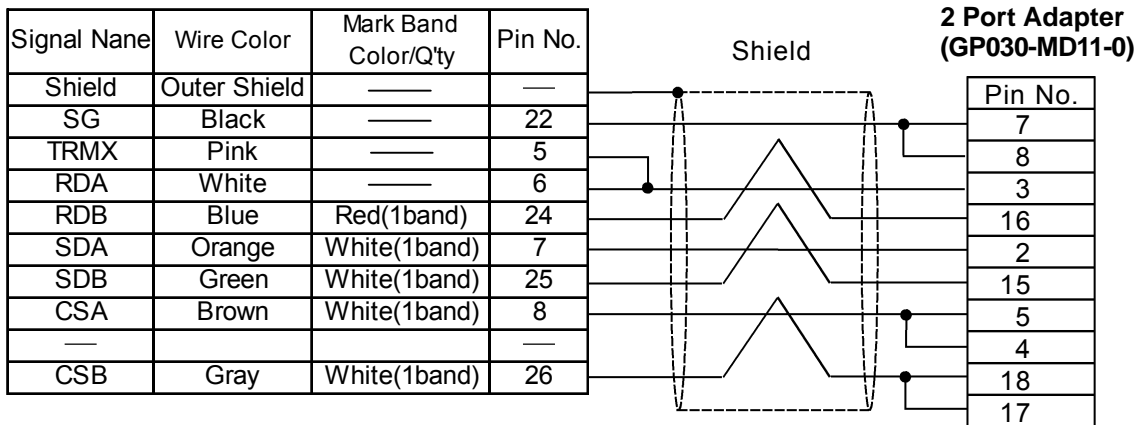 2 Port Adapter
(GP030-MD11-0)
Signal Nane Wire Color Mark Band Color/Q'ty Pin No.
Shield
Shield Outer Shield —— —
SG Black —— 22
TRMX Pink —— 5
RDA White —— 6
RDB Blue Red(1band) 24
SDA Orange White(1band) 7
SDB Green White(1band) 25
CSA Brown White(1band) 8
— —
CSB Gray White(1band) 26
Pin No.
7
8
3
16
2
15
5
4
18
17